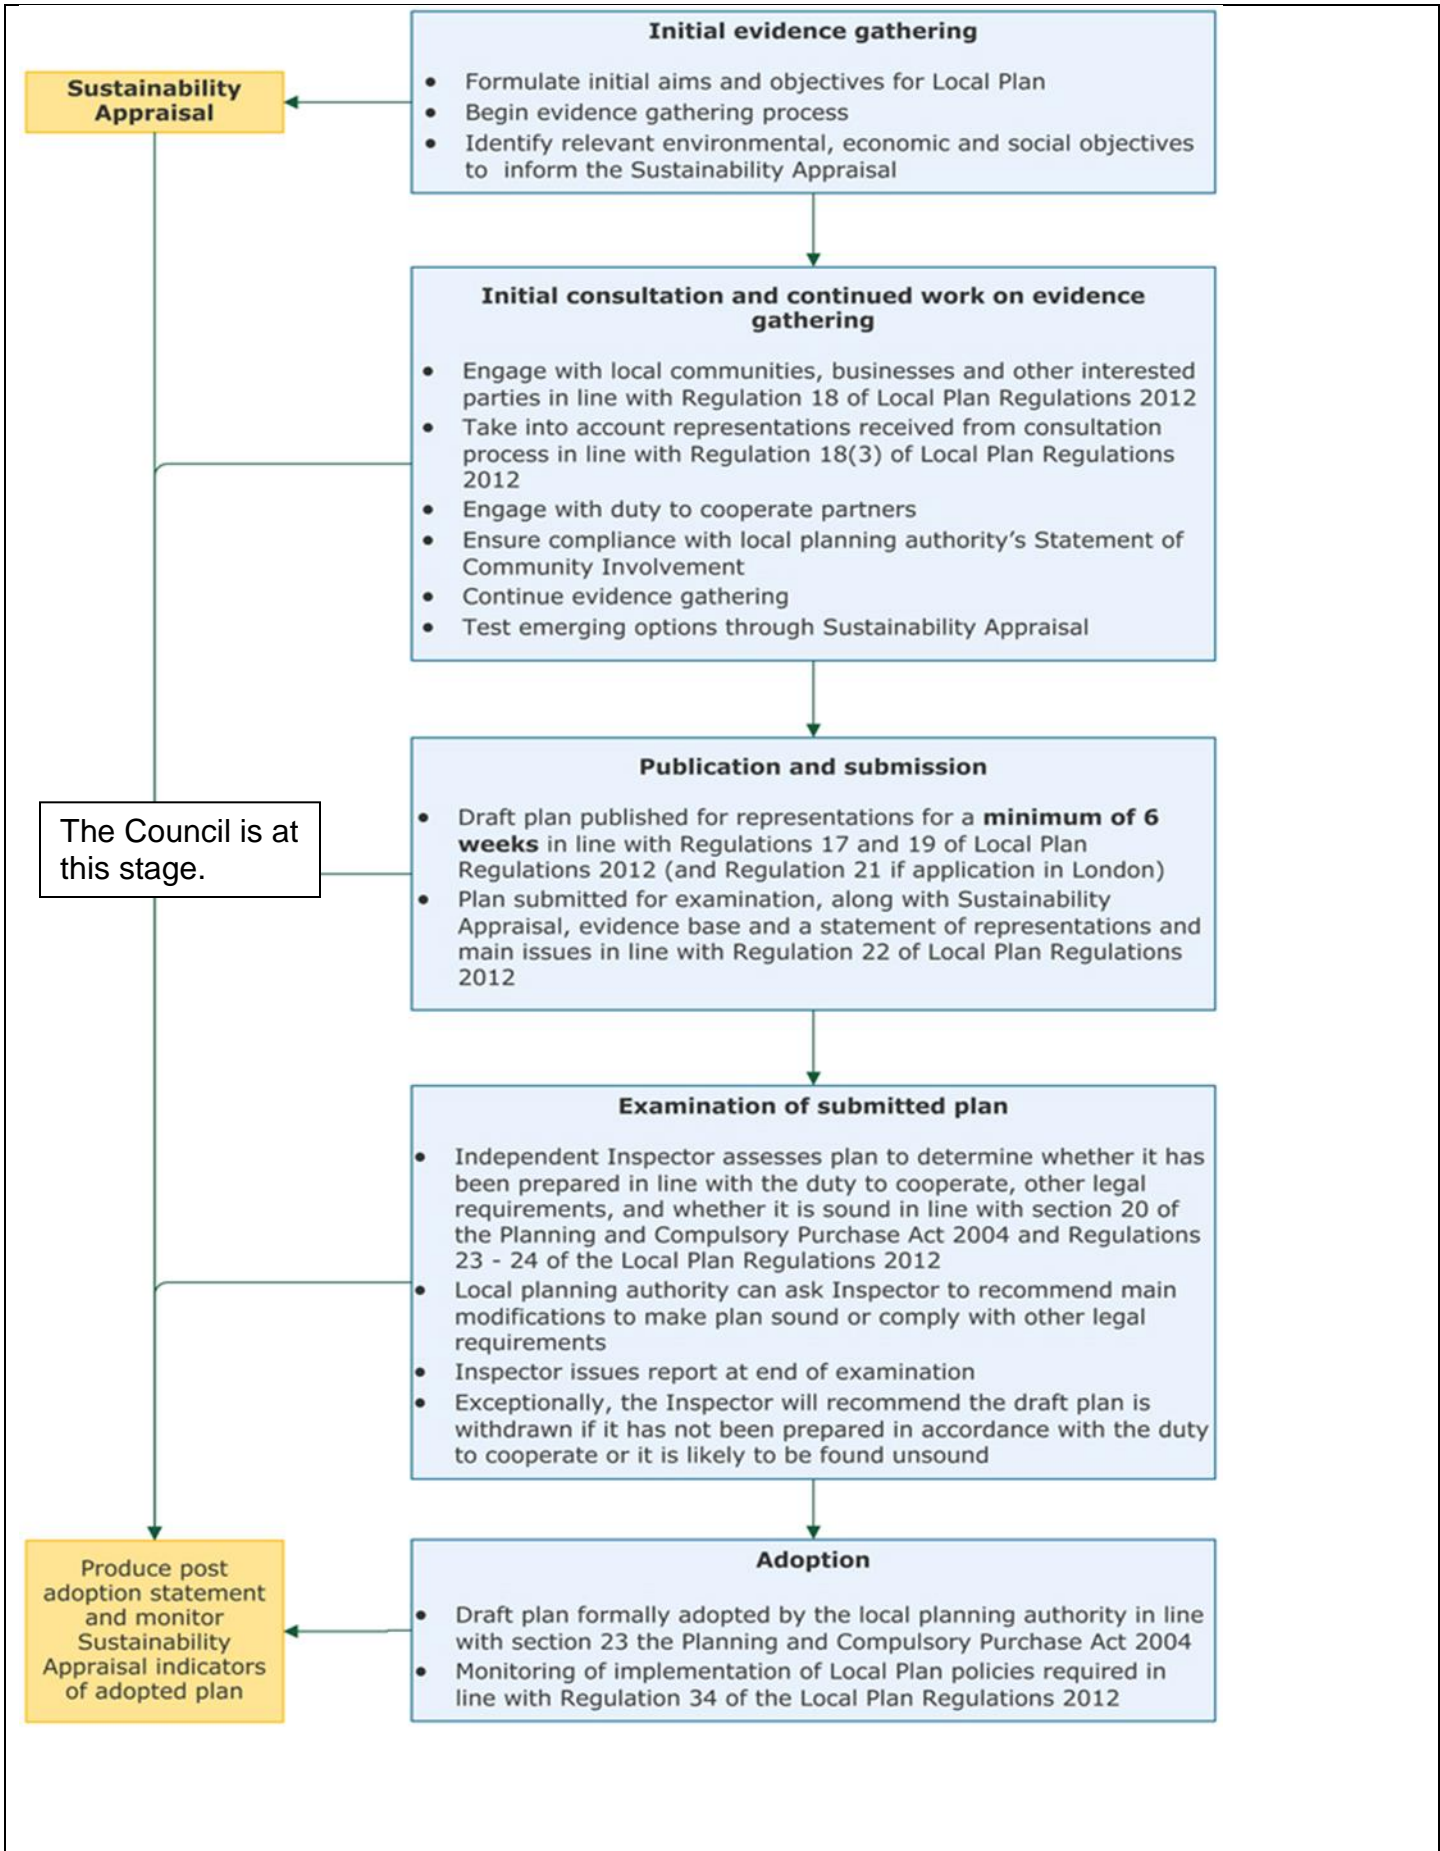 Initial evidence gathering
• Formulate initial aims and objectives for Local Plan
• Begin evidence gathering process
• Identify relevant environmental, economic and social objectives
to inform the Sustainability Appraisal
Sustainability
Appraisal
Initial consultation and continued work on evidence
gathering
• Engage with local communities, businesses and other interested
parties in line with Regulation 18 of Local Plan Regulations 2012
• Take into account representations received from consultation
process in line with Regulation 18(3) of Local Plan Regulations
2012
• Engage with duty to cooperate partners
• Ensure compliance with local planning authority’s Statement of
Community Involvement
• Continue evidence gathering
• Test emerging options through Sustainability Appraisal
The Council is at
this stage.
Publication and submission
• Draft plan published for representations for a minimum of 6
weeks in line with Regulations 17 and 19 of Local Plan
Regulations 2012 (and Regulation 21 if application in London)
• Plan submitted for examination, along with Sustainability
Appraisal, evidence base and a statement of representations and
main issues in line with Regulation 22 of Local Plan Regulations
2012
Examination of submitted plan
• Independent Inspector assesses plan to determine whether it has
been prepared in line with the duty to cooperate, other legal
requirements, and whether it is sound in line with section 20 of
the Planning and Compulsory Purchase Act 2004 and Regulations
23 - 24 of the Local Plan Regulations 2012
• Local planning authority can ask Inspector to recommend main
modifications to make plan sound or comply with other legal
requirements
• Inspector issues report at end of examination
• Exceptionally, the Inspector will recommend the draft plan is
withdrawn if it has not been prepared in accordance with the duty
to cooperate or it is likely to be found unsound
Adoption
• Draft plan formally adopted by the local planning authority in line
with section 23 the Planning and Compulsory Purchase Act 2004
• Monitoring of implementation of Local Plan policies required in
line with Regulation 34 of the Local Plan Regulations 2012
Produce post
adoption statement
and monitor
Sustainability
Appraisal indicators
of adopted plan